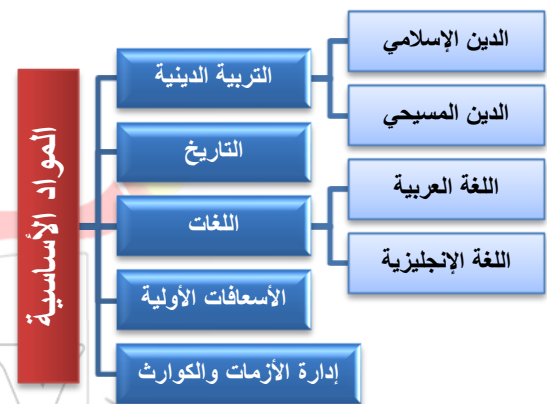 المواد الأساسية
التربية الدينية
الدين الإسلامي
الدين المسيحي
التاريخ
اللغات
اللغة العربية
اللغة الإنجليزية
الأسعافات الأولية
إدارة الأزمات والكوارث